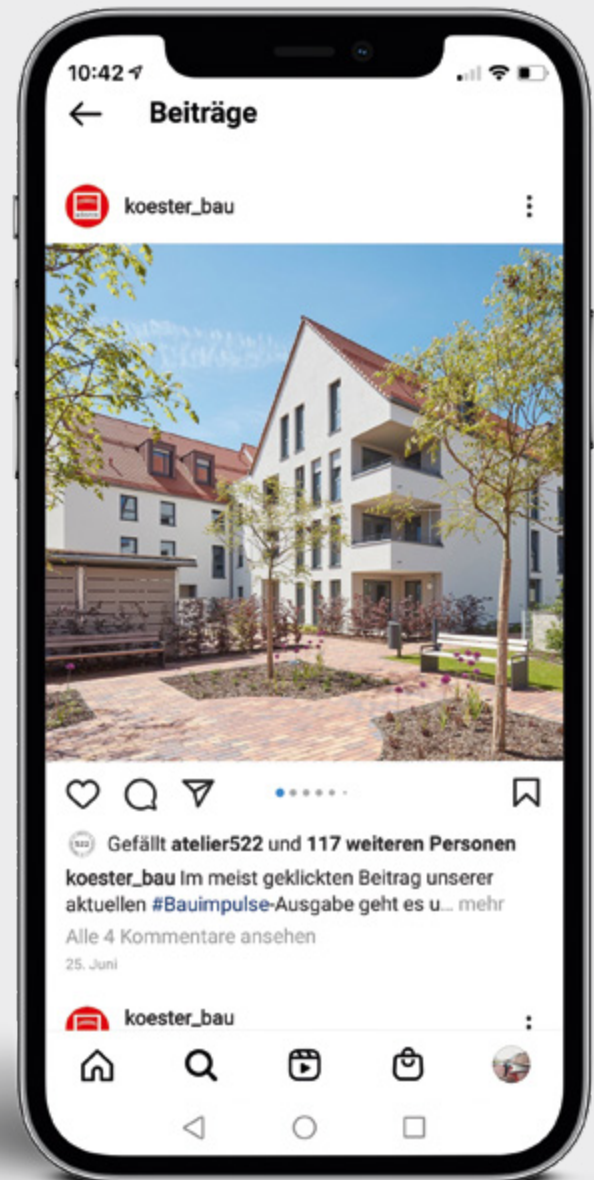 10:42
Beiträge
koester_bau
Gefällt atelier522 und 117 weiteren Personen
koester_bau Im meist geklickten Beitrag unserer
aktuellen #Bauimpulse-Ausgabe geht es u... mehr
Alle 4 Kommentare ansehen
25. Juni
koester_bau